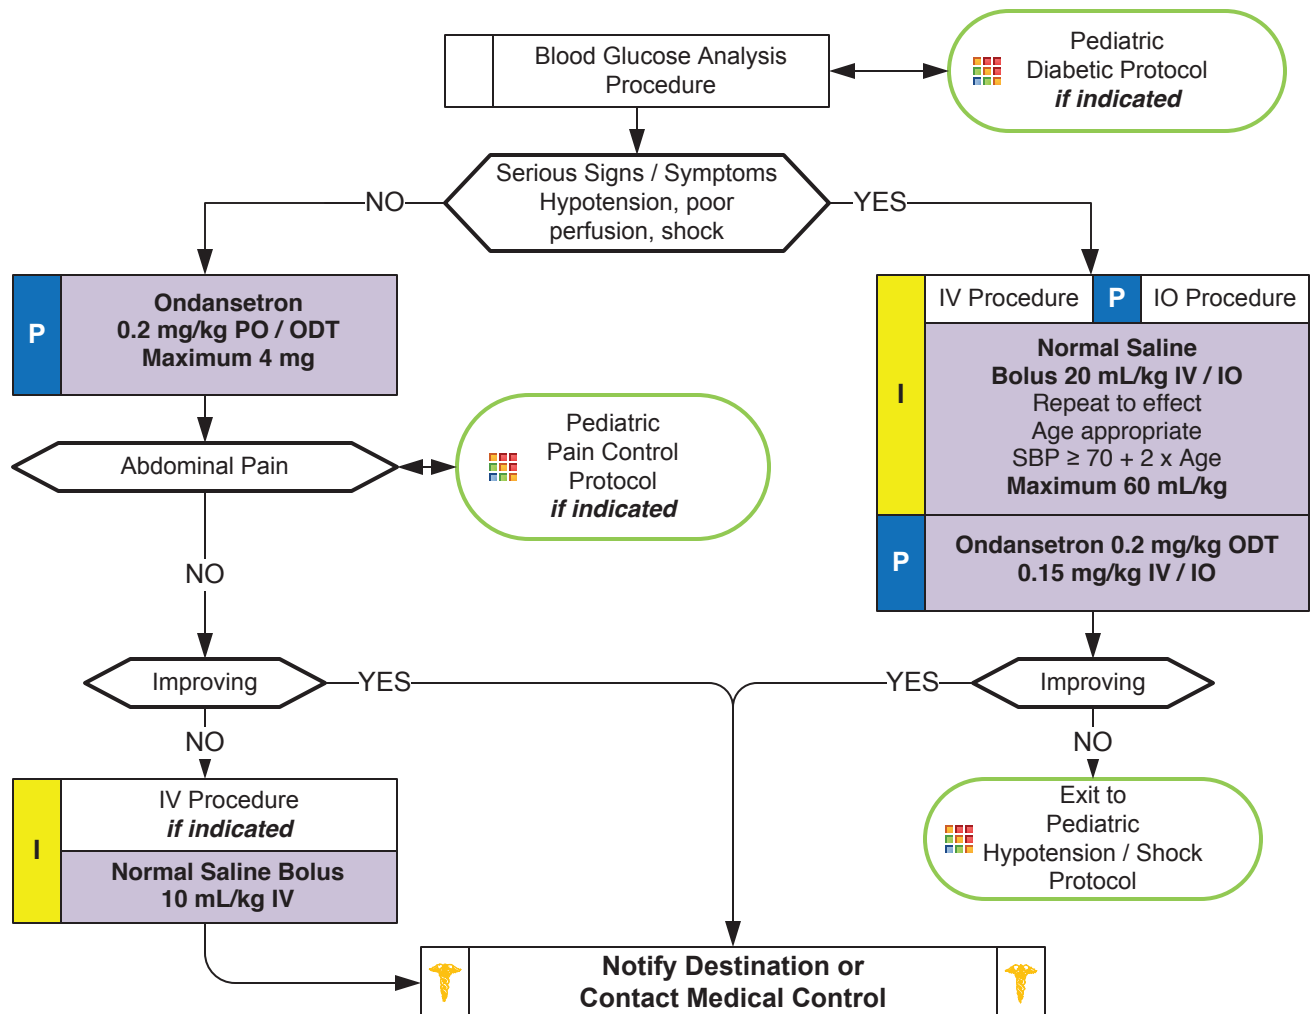 Blood Glucose Analysis
Procedure
Pediatric
Diabetic Protocol
if indicated
Serious Signs / Symptoms
Hypotension, poor
perfusion, shock
NO
YES
P
Ondansetron
0.2 mg/kg PO / ODT
Maximum 4 mg
I
IV Procedure
P
IO Procedure
Normal Saline
Bolus 20 mL/kg IV / IO
Repeat to effect
Age appropriate
SBP ≥ 70 + 2 x Age
Maximum 60 mL/kg
P
Ondansetron 0.2 mg/kg ODT
0.15 mg/kg IV / IO
Abdominal Pain
Pediatric
Pain Control
Protocol
if indicated
NO
Improving
YES
YES
Improving
NO
NO
I
IV Procedure
if indicated
Normal Saline Bolus
10 mL/kg IV
Exit to
Pediatric
Hypotension / Shock
Protocol
Notify Destination or
Contact Medical Control